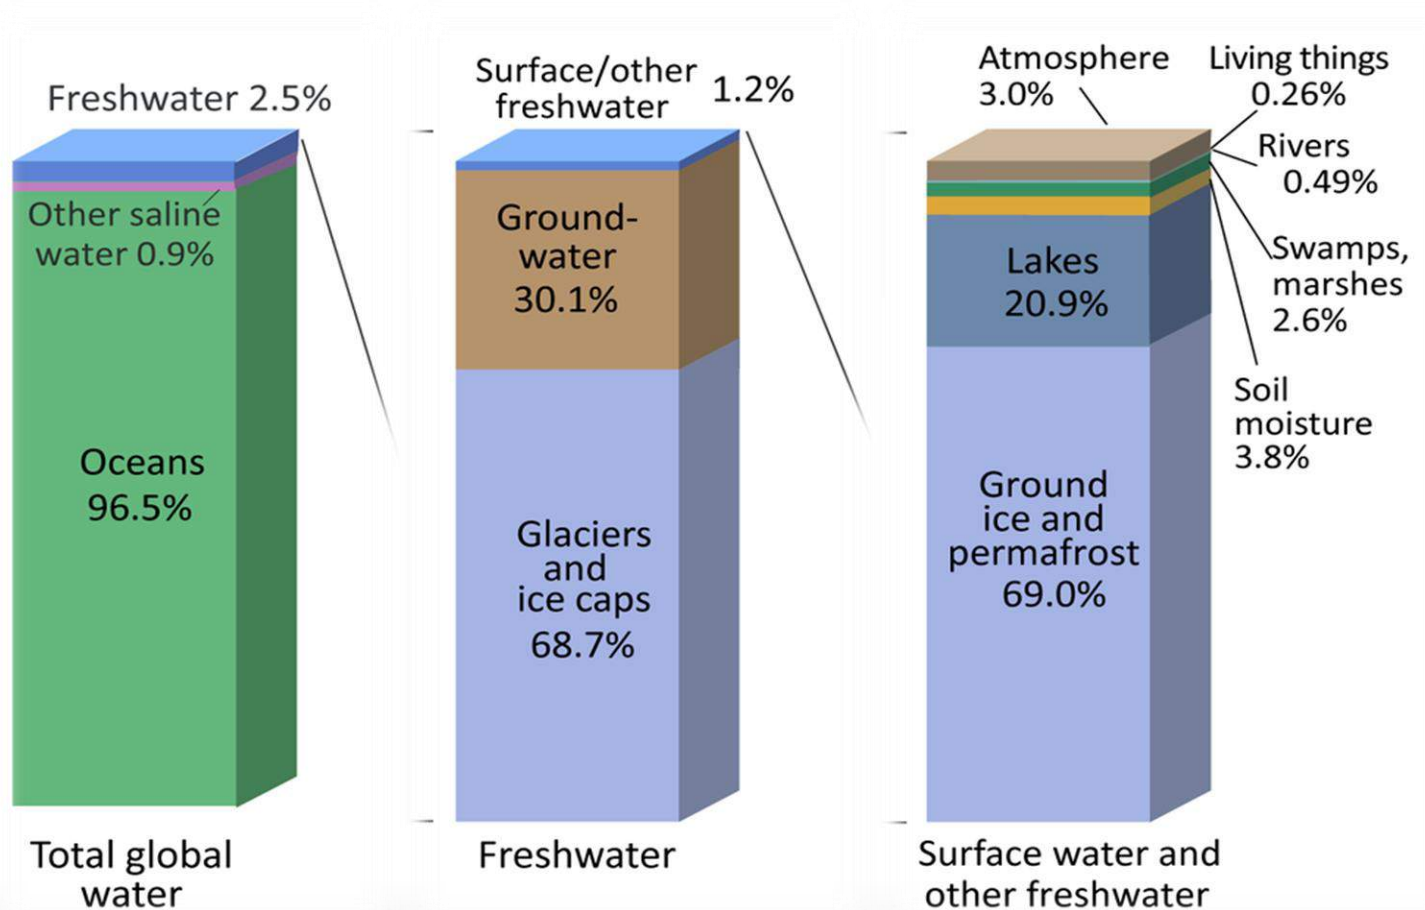 Freshwater 2.5%
Other saline
water 0.9%
Oceans
96.5%
Total global
water
Surface/other
freshwater
1.2%
Ground-
water
30.1%
Glaciers
and
ice caps
68.7%
Freshwater
Atmosphere
3.0%
Living things
0.26%
Rivers
0.49%
Swamps,
marshes
2.6%
Soil
moisture
3.8%
Lakes
20.9%
Ground
ice and
permafrost
69.0%
Surface water and
other freshwater